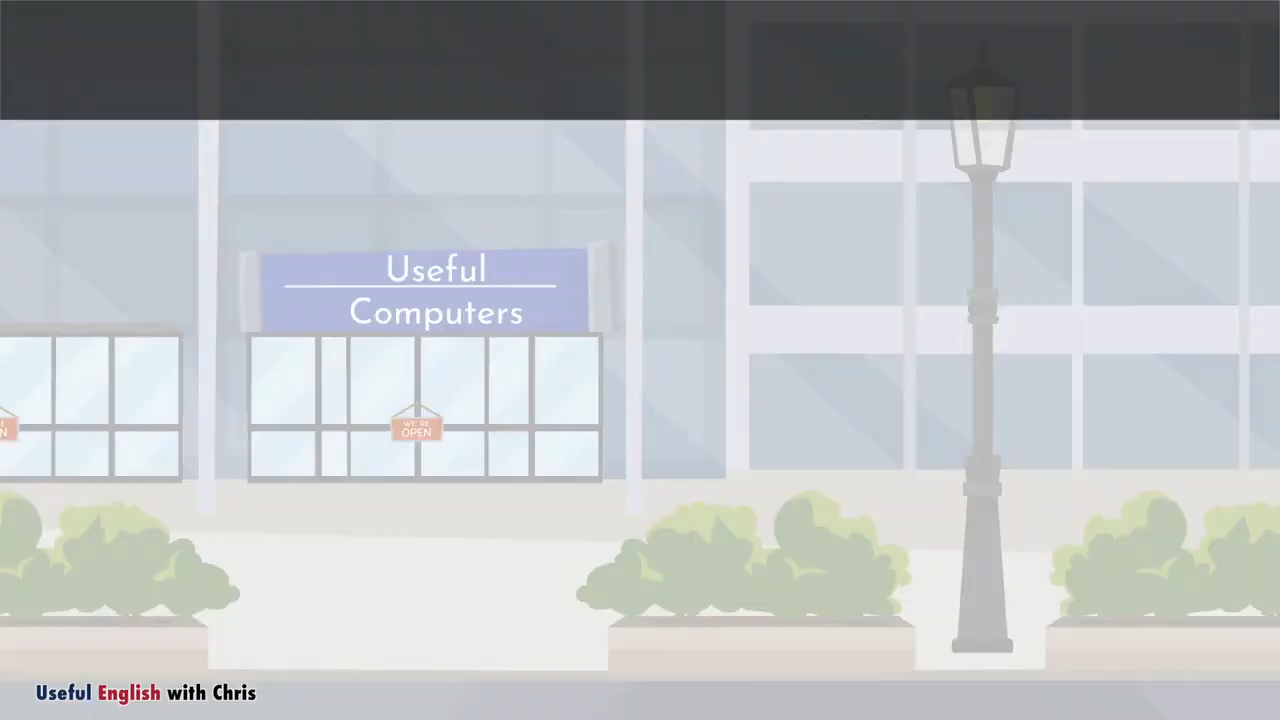 Useful
Computers
WE'RE
OPEN
N
Useful English with Chris